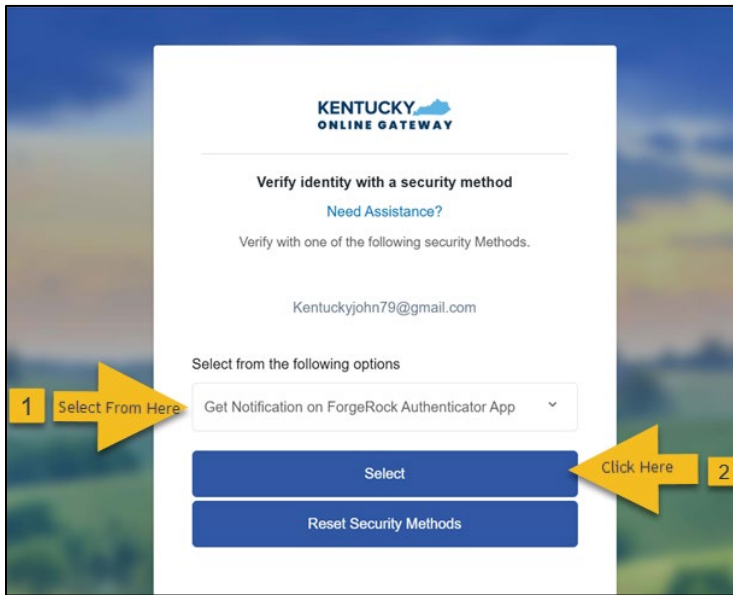 KENTUCKY
ONLINE GATEWAY
Verify identity with a security method
Need Assistance?
Verify with one of the following security Methods.
Kentuckyjohn79@gmail.com
Select from the following options
1 Select From Here
Get Notification on ForgeRock Authenticator App
Select
Click Here 2
Reset Security Methods